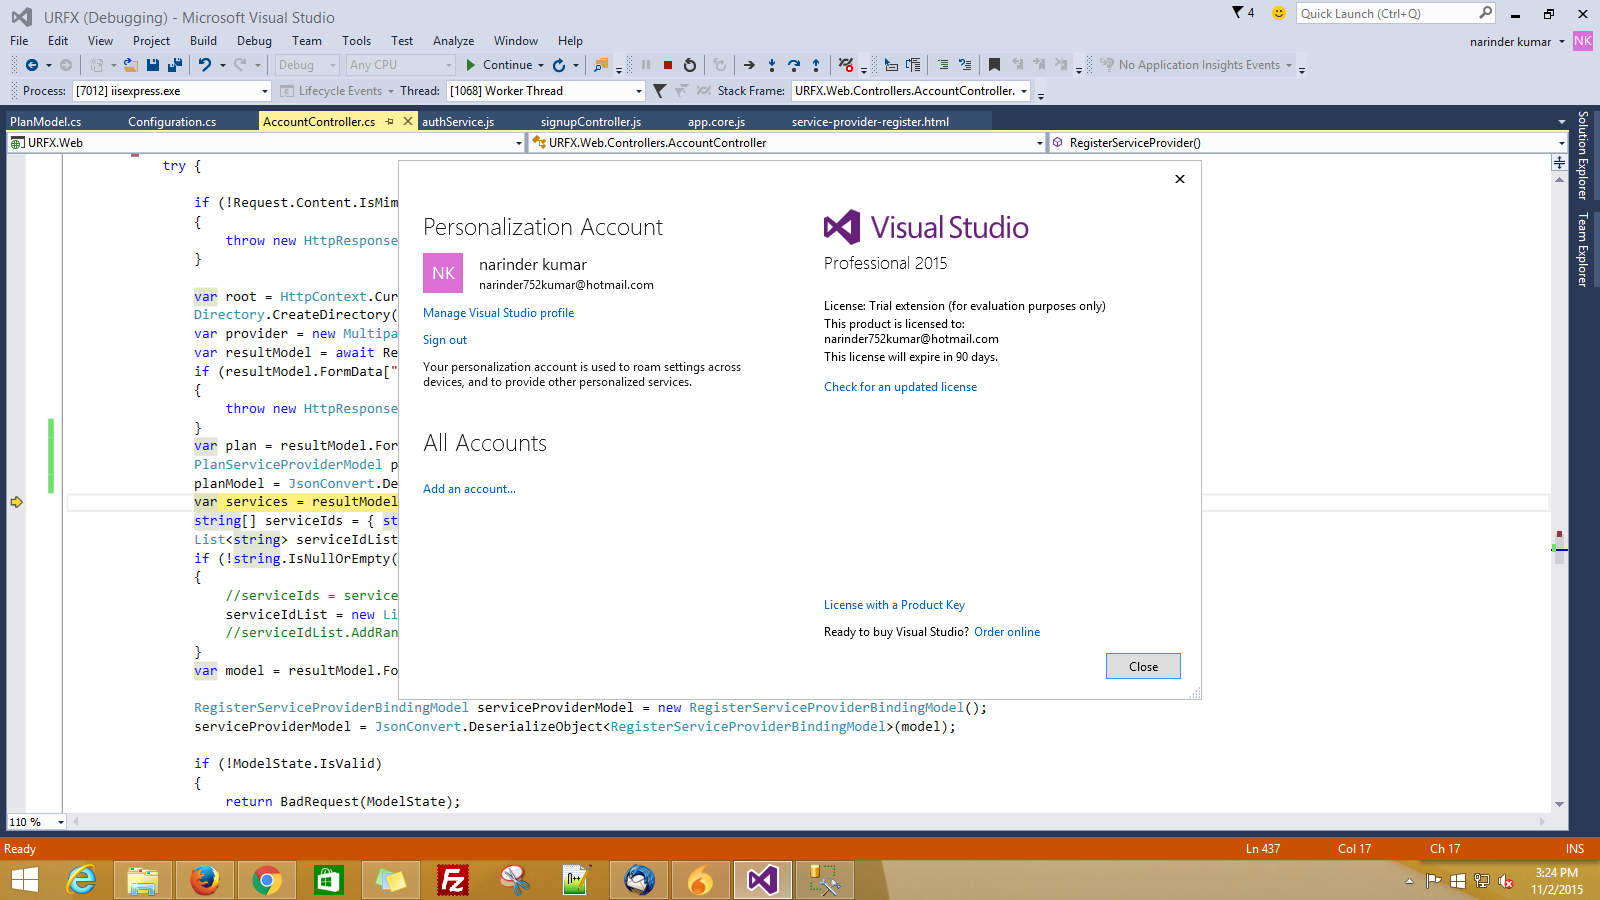 URFX (Debugging) - Microsoft Visual Studio
4
Quick Launch (Ctrl+Q)
File Edit View Project Build Debug Team Tools Test Analyze Window Help
narinder kumar NK
Debug Any CPU Continue No Application Insights Events
Process: [7012] iisexpress.exe Lifecycle Events Thread: [1068] Worker Thread Stack Frame: URFX.Web.Controllers.AccountController.
PlanModel.cs Configuration.cs AccountController.cs authService.js signupController.js app.core.js service-provider-register.html
URFX.Web URFX.Web.Controllers.AccountController RegisterServiceProvider()
Solution Explorer
Team Explorer
try {
if (!Request.Content.IsMim
{
throw new HttpResponse
}
var root = HttpContext.Cur
Directory.CreateDirectory(
var provider = new Multipa
var resultModel = await Re
if (resultModel.FormData["
{
throw new HttpResponse
}
var plan = resultModel.For
PlanServiceProviderModel p
planModel = JsonConvert.De
var services = resultModel
string[] serviceIds = { st
List<string> serviceIdList
if (!string.IsNullOrEmpty(
{
//serviceIds = service
serviceIdList = new Li
//serviceIdList.AddRan
}
var model = resultModel.Fo
RegisterServiceProviderBindingModel serviceProviderModel = new RegisterServiceProviderBindingModel();
serviceProviderModel = JsonConvert.DeserializeObject<RegisterServiceProviderBindingModel>(model);
if (!ModelState.IsValid)
{
return BadRequest(ModelState);
Personalization Account
NK
narinder kumar
narinder752kumar@hotmail.com
Manage Visual Studio profile
Sign out
Your personalization account is used to roam settings across
devices, and to provide other personalized services.
All Accounts
Add an account...
Visual Studio
Professional 2015
License: Trial extension (for evaluation purposes only)
This product is licensed to:
narinder752kumar@hotmail.com
This license will expire in 90 days.
Check for an updated license
License with a Product Key
Ready to buy Visual Studio? Order online
Close
110 %
Ready Ln 437 Col 17 Ch 17 INS
Fz
3:24 PM
11/2/2015